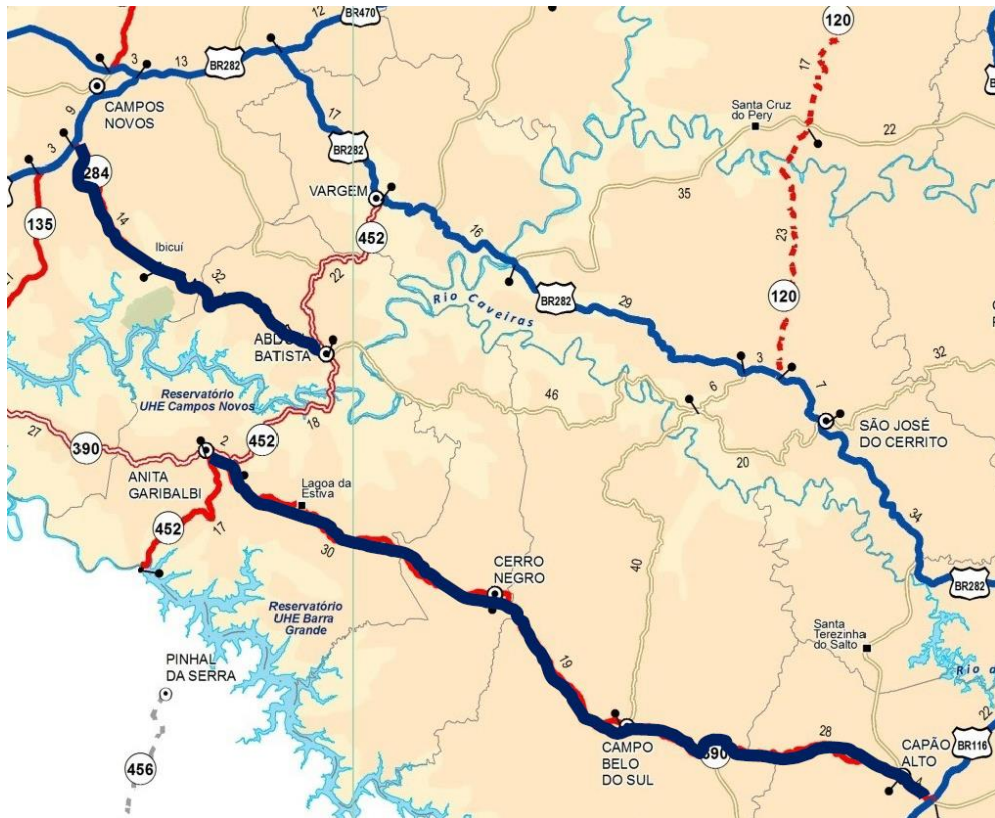 12
BR470
120
3
13
BR282
17
CAMPOS
NOVOS
9
17
Santa Cruz
do Pery
22
3
BR282
284
35
VARGEM
135
14
452
16
23
Ibicuí
22
32
Rio Caveiras
BR282
29
120
BATISTA
3
32
6
7
46
Reservatório
UHE Campos Novos
18
27
452
SÃO JOSÉ
DO CERRITO
390
2
20
ANITA
GARIBALBI
Lagoa da
Estiva
452
17
34
30
CERRO
NEGRO
40
BR282
Reservatório
UHE Barra
Grande
Santa
Terezinha
do Salto
19
PINHAL
DA SERRA
22
28
CAMPO
BELO
DO SUL
CAPÃO
ALTO
BR116
456
4